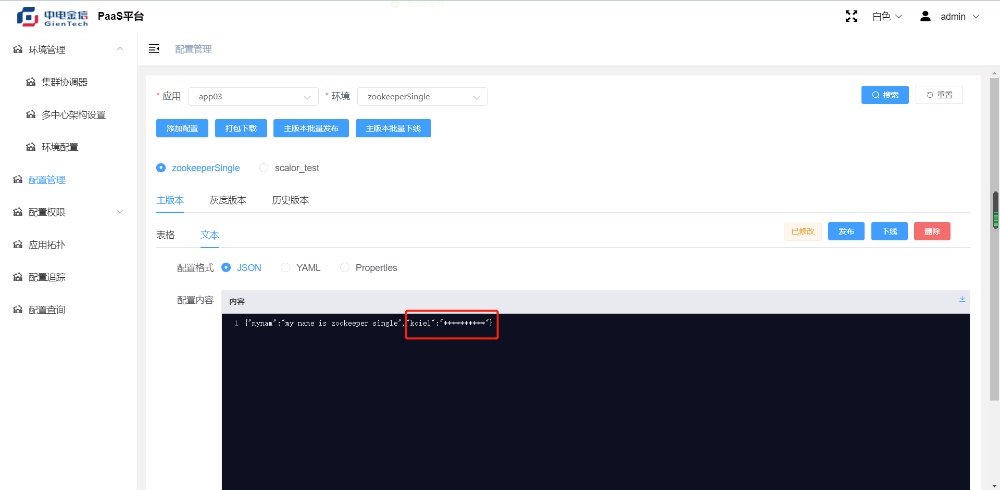 新增成功
中电金信
GienTech
PaaS平台
白色
admin
环境管理
集群协调器
多中心架构设置
环境配置
配置管理
配置权限
应用拓扑
配置追踪
配置查询
配置管理
* 应用 app03 * 环境 zookeeperSingle 搜索 重置
添加配置 打包下载 主版本批量发布 主版本批量下线
zookeeperSingle scalor_test
主版本 灰度版本 历史版本
表格 文本 已修改 发布 下线 删除
配置格式 JSON YAML Properties
配置内容 内容
1 {"mynam":"my name is zookeeper single","koiel":"**********"}